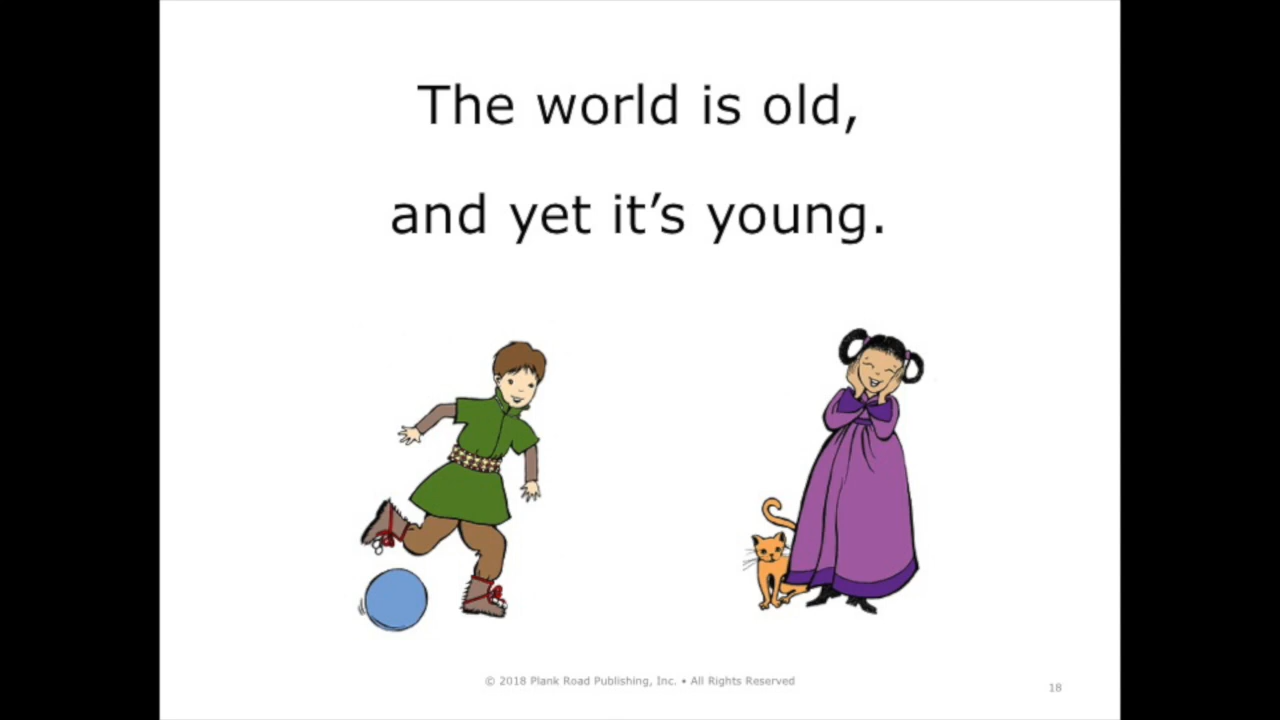 The world is old,
and yet it’s young.
© 2018 Plank Road Publishing, Inc. • All Rights Reserved
18